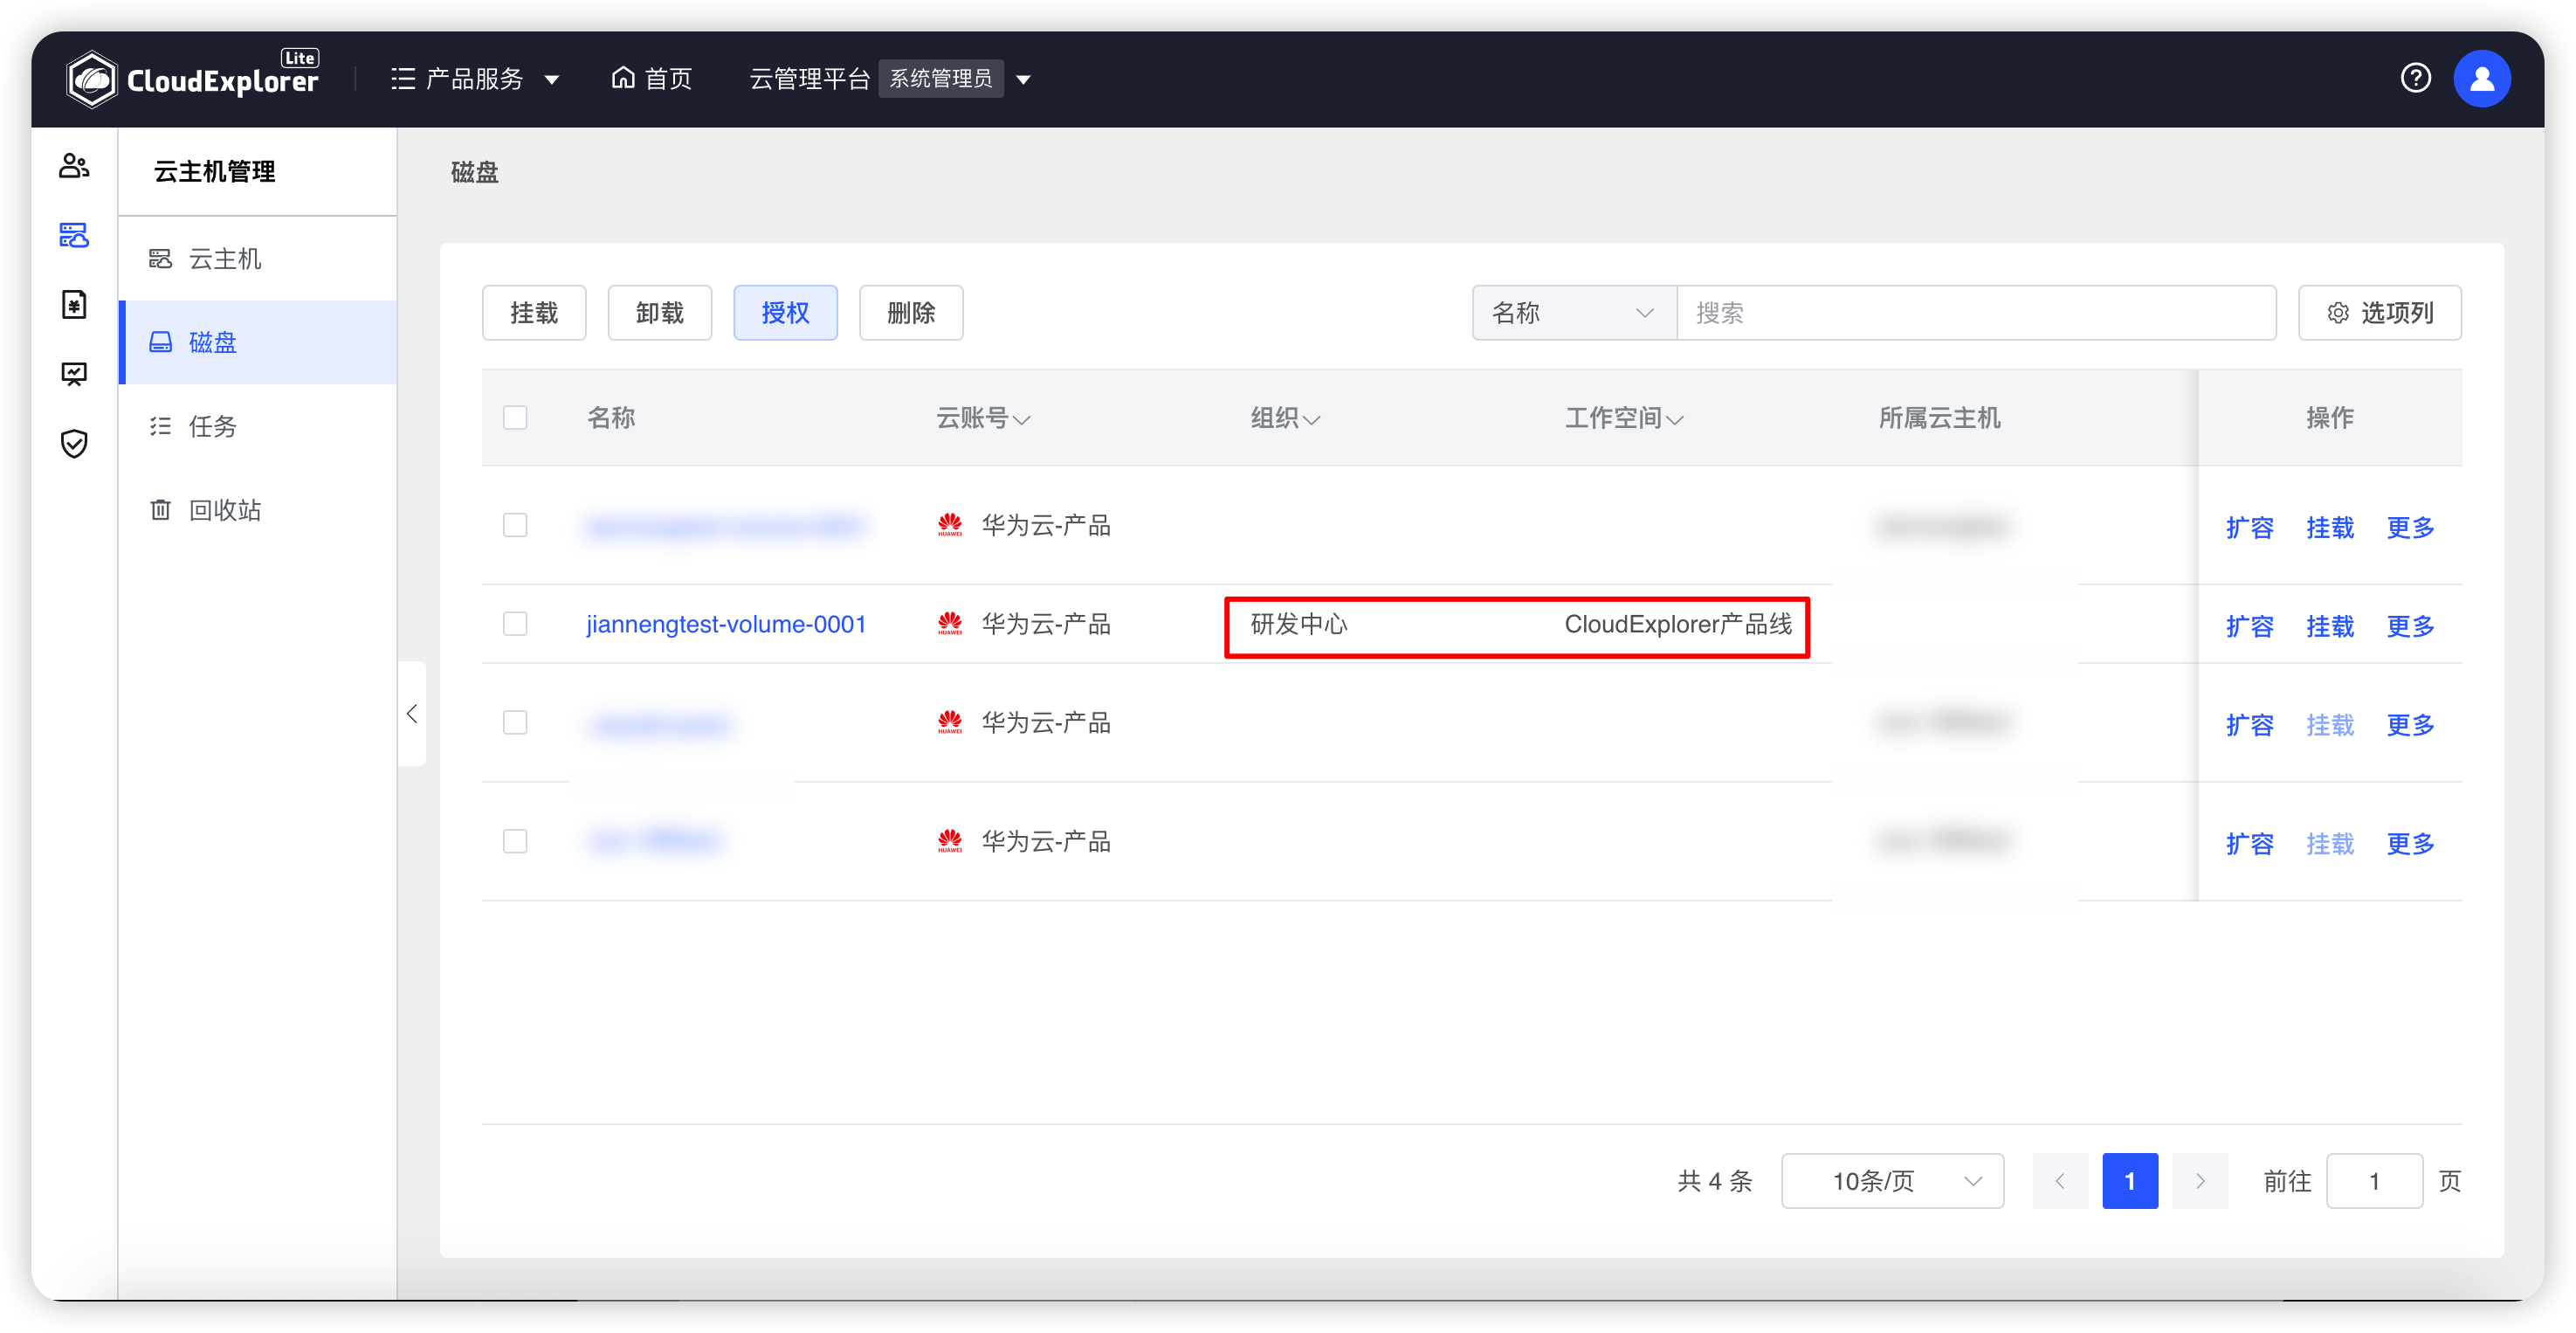 CloudExplorer Lite 产品服务 首页 云管理平台 系统管理员
云主机管理
云主机
磁盘
任务
回收站
磁盘
挂载 卸载 授权 删除 名称 搜索 选项列
名称 云账号 组织 工作空间 所属云主机 操作
HUAWEI 华为云-产品 扩容 挂载 更多
jiannengtest-volume-0001 HUAWEI 华为云-产品 研发中心 CloudExplorer产品线 扩容 挂载 更多
HUAWEI 华为云-产品 扩容 挂载 更多
HUAWEI 华为云-产品 扩容 挂载 更多
共 4 条 10条/页 1 前往 1 页